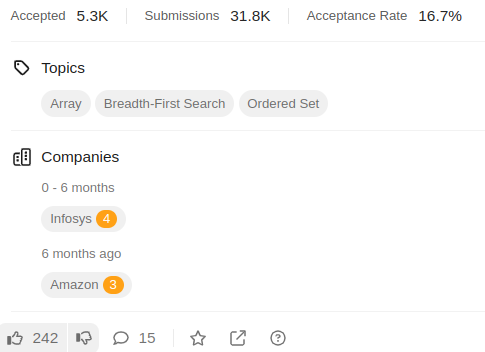 Accepted 5.3K Submissions 31.8K Acceptance Rate 16.7%
Topics
Array Breadth-First Search Ordered Set
Companies
0 - 6 months
Infosys 4
6 months ago
Amazon 3
242 15